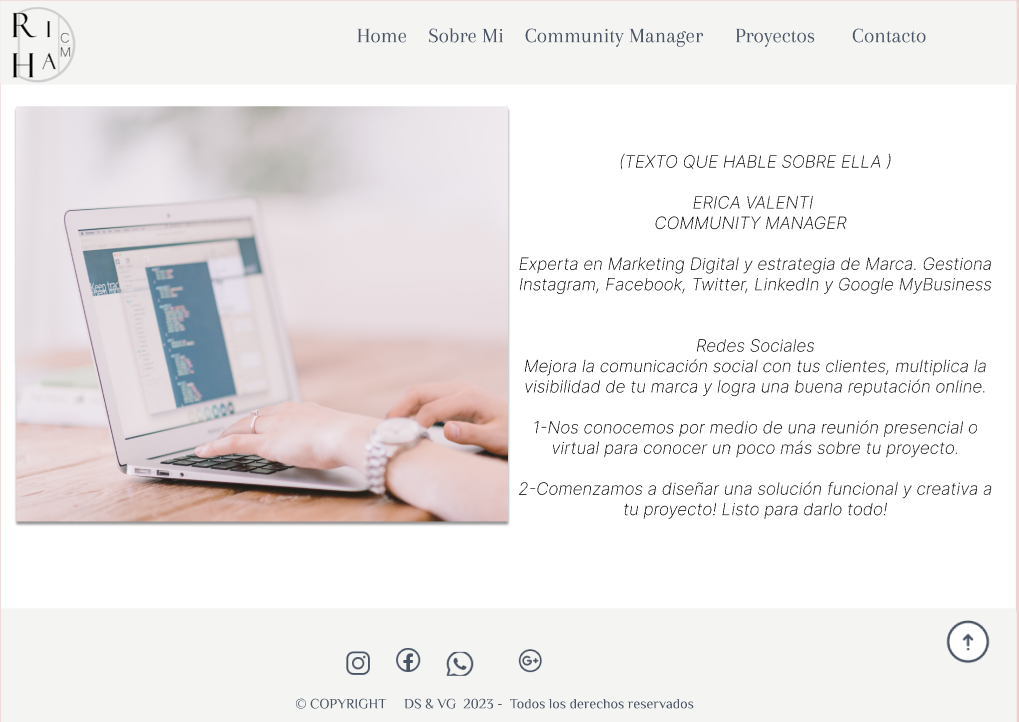 R I
C
M
H A
Home Sobre Mi Community Manager Proyectos Contacto
(TEXTO QUE HABLE SOBRE ELLA )
ERICA VALENTI
COMMUNITY MANAGER
Experta en Marketing Digital y estrategia de Marca. Gestiona
Instagram, Facebook, Twitter, LinkedIn y Google MyBusiness
Redes Sociales
Mejora la comunicación social con tus clientes, multiplica la
visibilidad de tu marca y logra una buena reputación online.
1-Nos conocemos por medio de una reunión presencial o
virtual para conocer un poco más sobre tu proyecto.
2-Comenzamos a diseñar una solución funcional y creativa a
tu proyecto! Listo para darlo todo!
G+
© COPYRIGHT DS & VG 2023 - Todos los derechos reservados